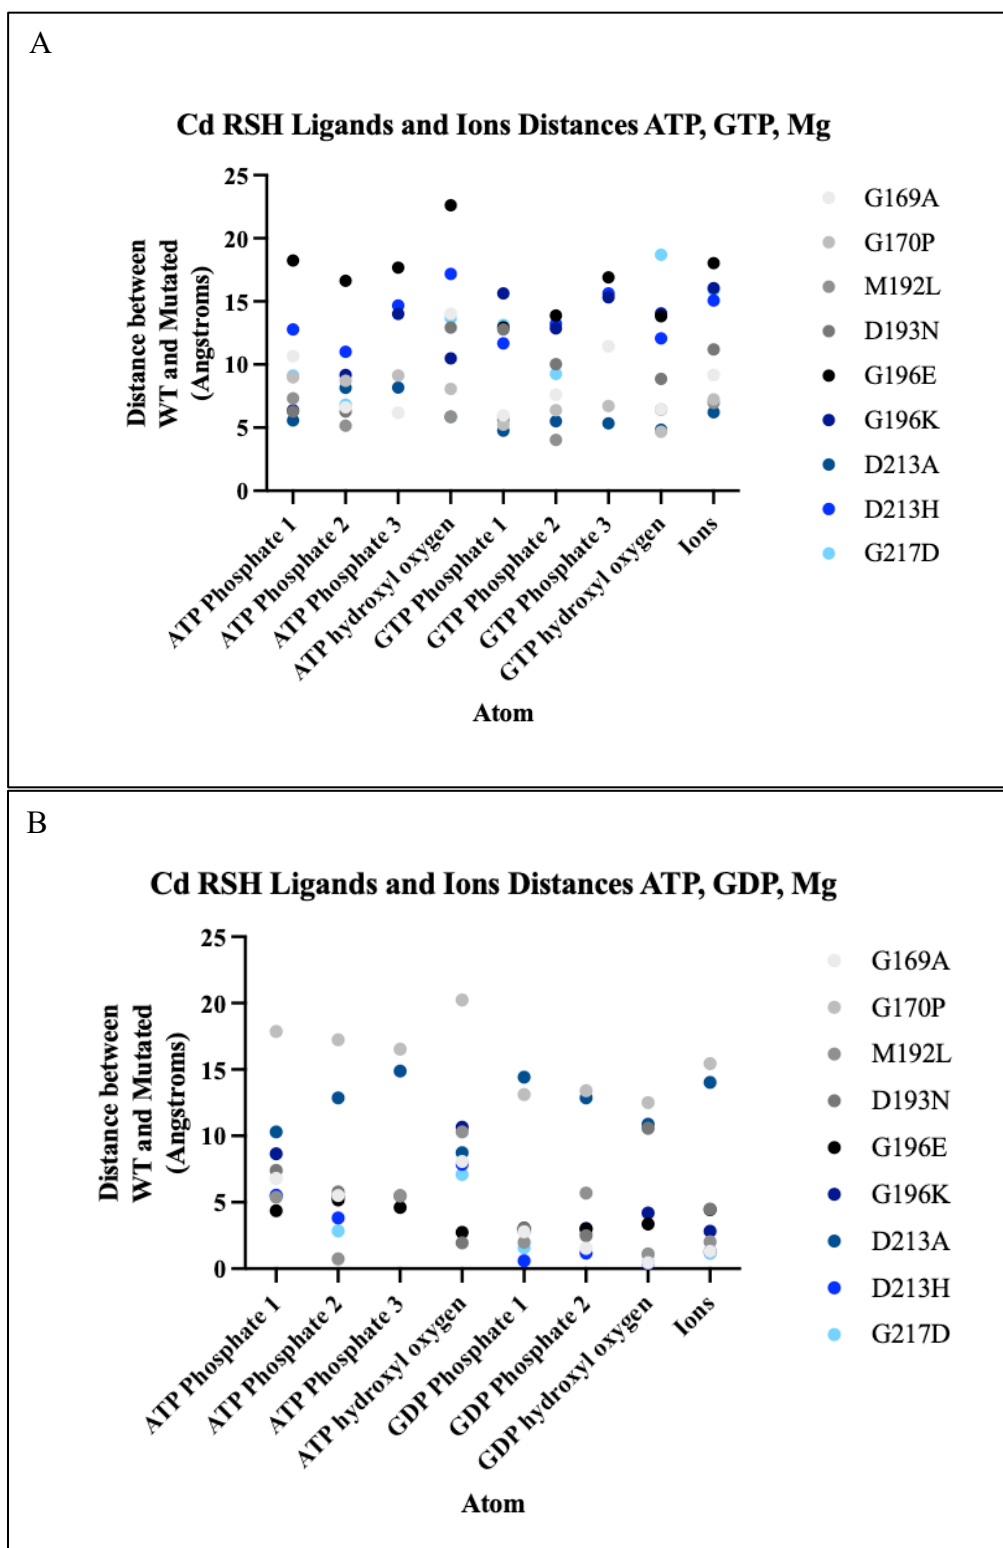 A
Cd RSH Ligands and Ions Distances ATP, GTP, Mg
Distance between
WT and Mutated
(Angstroms)
25
20
15
10
5
0
ATP Phosphate 1
ATP Phosphate 2
ATP Phosphate 3
ATP hydroxyl oxygen
GTP Phosphate 1
GTP Phosphate 2
GTP Phosphate 3
GTP hydroxyl oxygen
Ions
Atom
G169A
G170P
M192L
D193N
G196E
G196K
D213A
D213H
G217D
B
Cd RSH Ligands and Ions Distances ATP, GDP, Mg
Distance between
WT and Mutated
(Angstroms)
25
20
15
10
5
0
ATP Phosphate 1
ATP Phosphate 2
ATP Phosphate 3
ATP hydroxyl oxygen
GDP Phosphate 1
GDP Phosphate 2
GDP hydroxyl oxygen
Ions
Atom
G169A
G170P
M192L
D193N
G196E
G196K
D213A
D213H
G217D